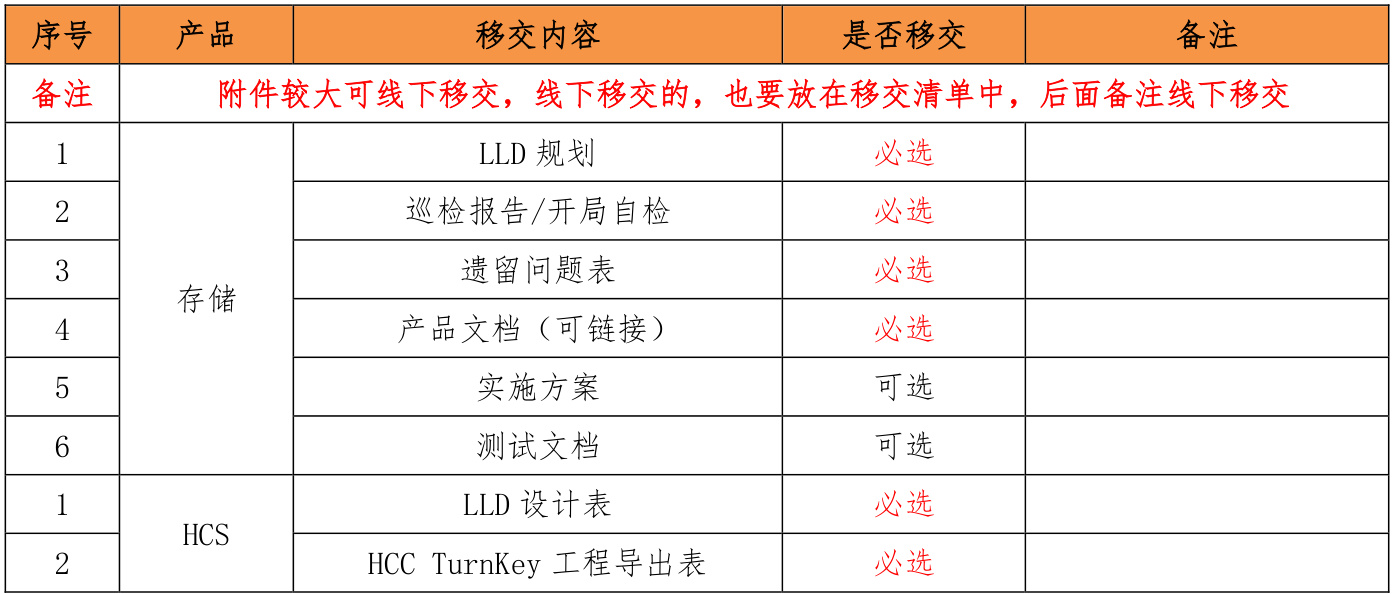 序号 产品 移交内容 是否移交 备注
备注 附件较大可线下移交，线下移交的，也要放在移交清单中，后面备注线下移交
1 LLD 规划 必选
2 巡检报告/开局自检 必选
3 遗留问题表 必选
存储
4 产品文档（可链接） 必选
5 实施方案 可选
6 测试文档 可选
1 LLD 设计表 必选
HCS
2 HCC TurnKey 工程导出表 必选